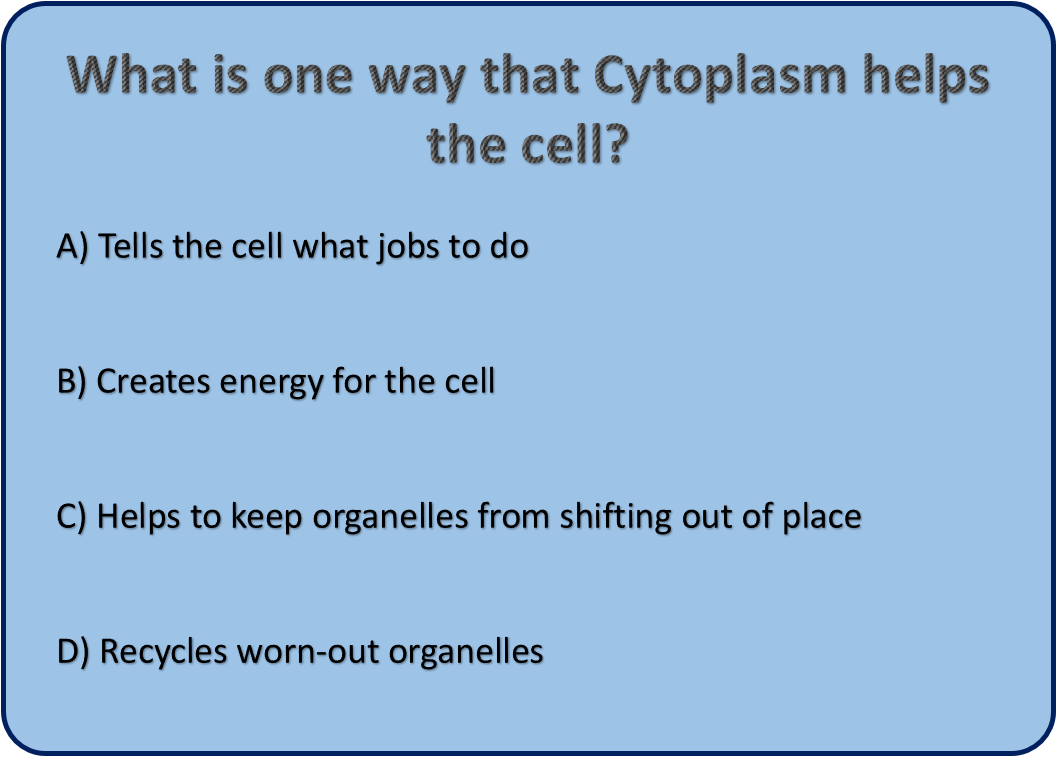 What is one way that Cytoplasm helps
the cell?
A) Tells the cell what jobs to do
B) Creates energy for the cell
C) Helps to keep organelles from shifting out of place
D) Recycles worn-out organelles